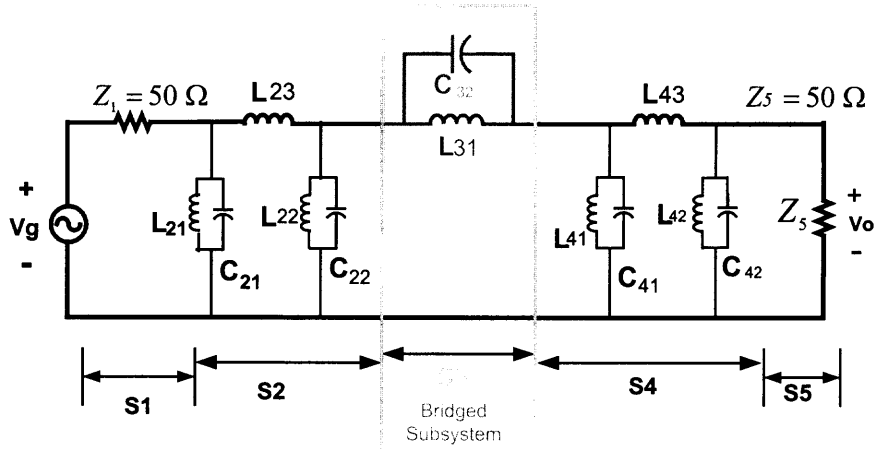 Z₁ = 50 Ω
L23
C₃₂
L31
L43
Z5 = 50 Ω
+
Vg
-
L₂₁
C₂₁
L₂₂
C₂₂
L₄₁
C₄₁
L₄₂
C₄₂
Z₅
+
Vo
-
S1
S2
S4
S5
Bridged
Subsystem